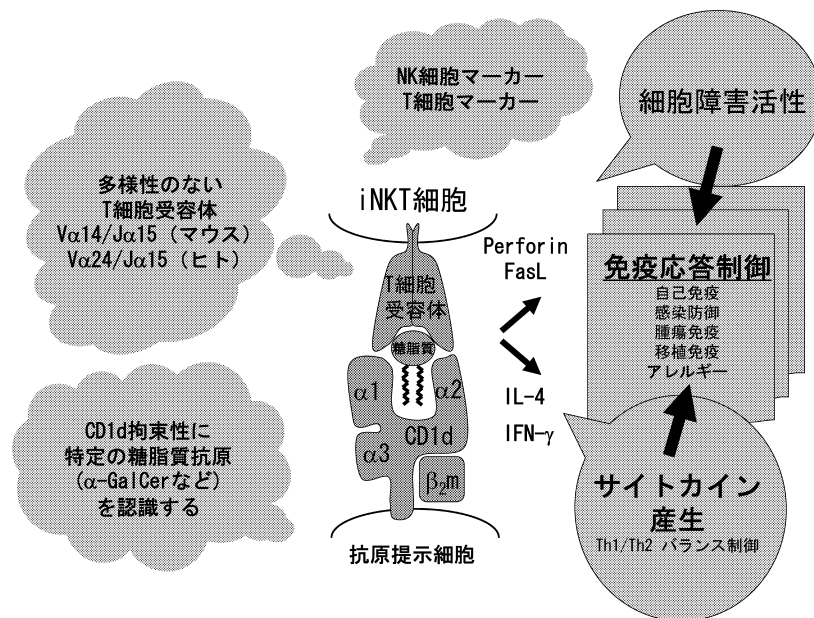 NK細胞マーカー
T細胞マーカー
細胞障害活性
多様性のない
T細胞受容体
Vα14/Jα15（マウス）
Vα24/Jα15（ヒト）
iNKT細胞
Perforin
FasL
免疫応答制御
自己免疫
感染防御
腫瘍免疫
移植免疫
アレルギー
T細胞
受容体
糖脂質
α1
α2
CD1d
α3
β₂m
IL-4
IFN-γ
CD1d拘束性に
特定の糖脂質抗原
(α-GalCerなど)
を認識する
サイトカイン
産生
Th1/Th2 バランス制御
抗原提示細胞